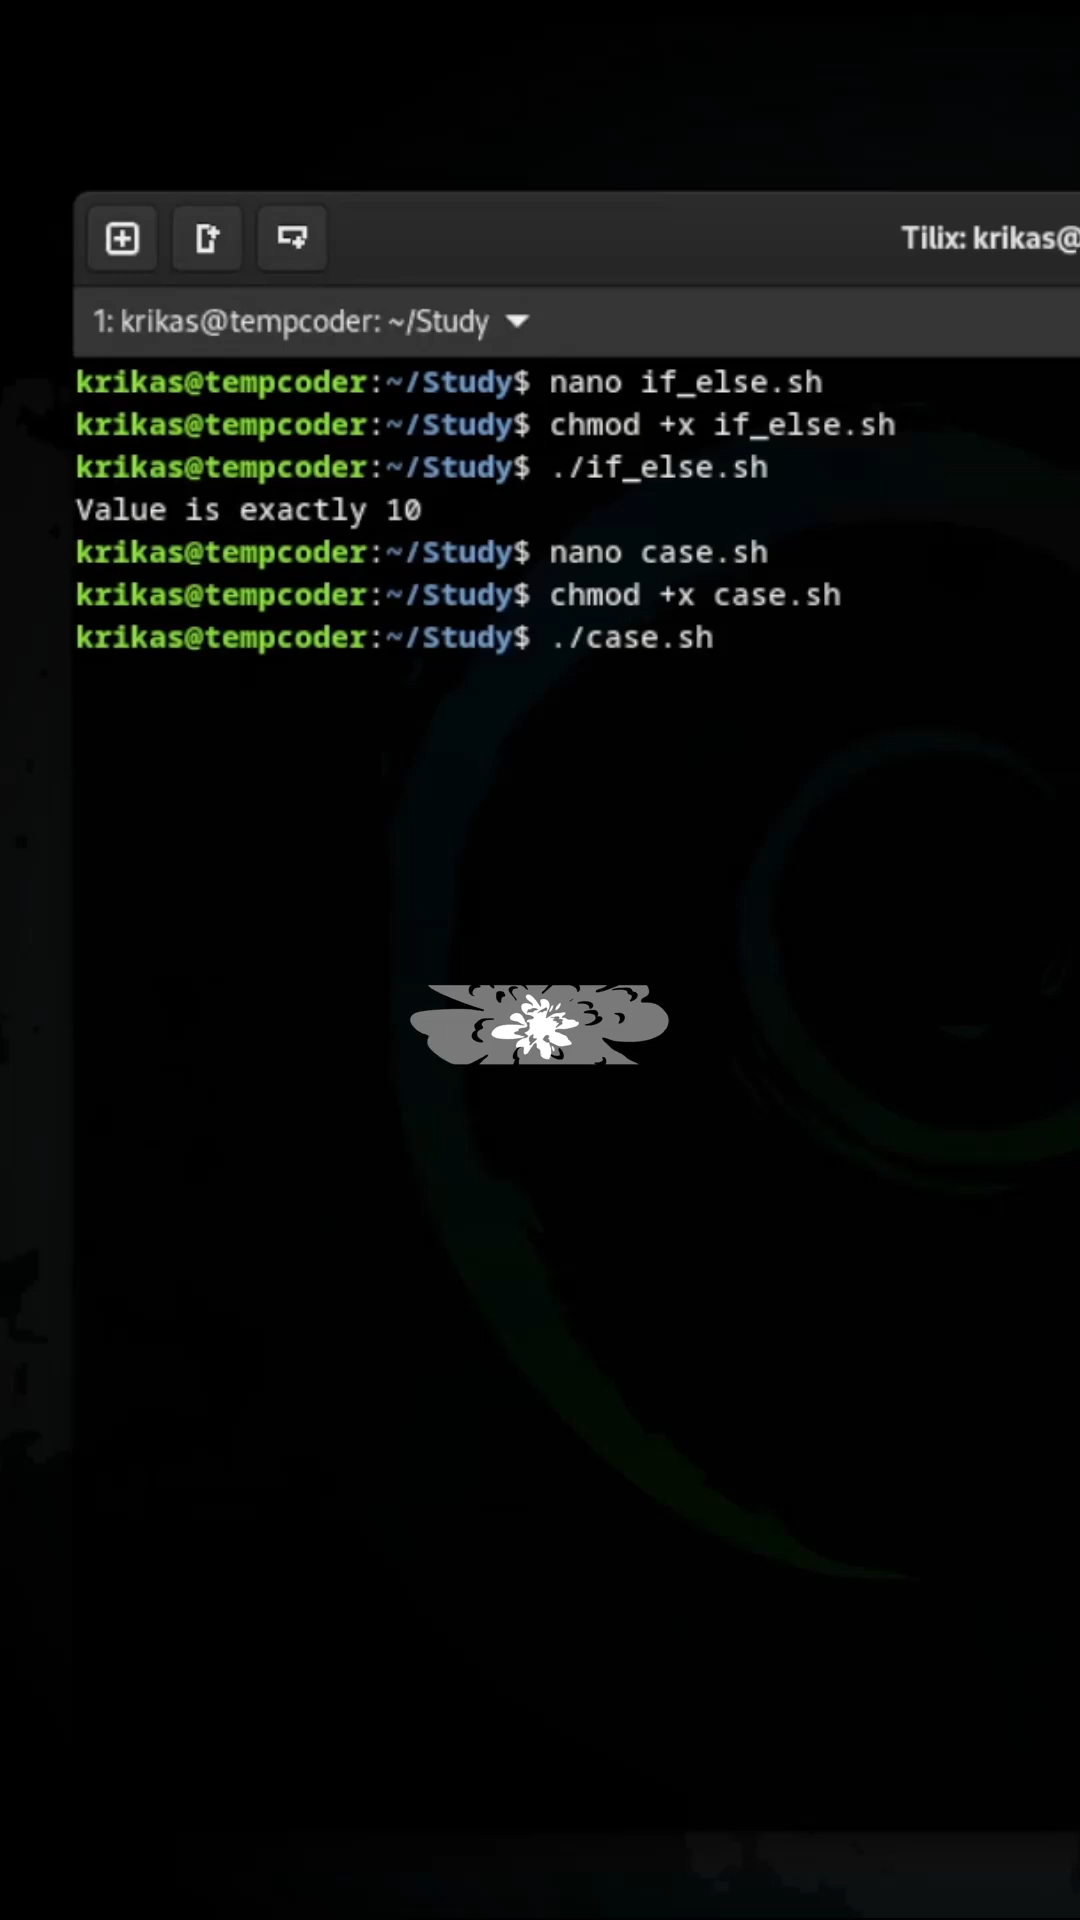 Tilix: krikas@
1: krikas@tempcoder: ~/Study
krikas@tempcoder:~/Study$ nano if_else.sh
krikas@tempcoder:~/Study$ chmod +x if_else.sh
krikas@tempcoder:~/Study$ ./if_else.sh
Value is exactly 10
krikas@tempcoder:~/Study$ nano case.sh
krikas@tempcoder:~/Study$ chmod +x case.sh
krikas@tempcoder:~/Study$ ./case.sh